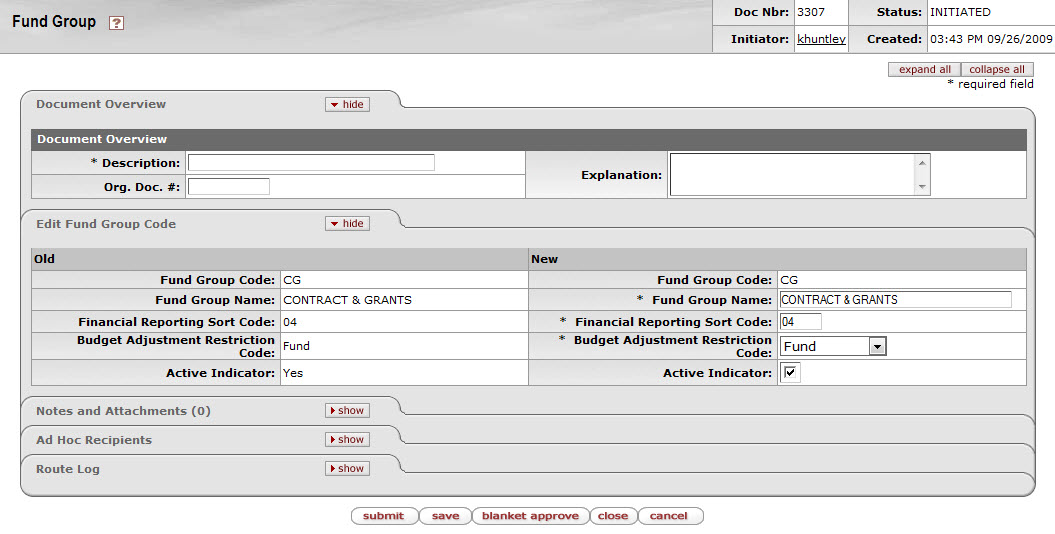 Fund Group ?
Doc Nbr: 3307 Status: INITIATED
Initiator: khuntley Created: 03:43 PM 09/26/2009
expand all collapse all
* required field
Document Overview hide
Document Overview
* Description:
Org. Doc. #:
Explanation:
Edit Fund Group Code hide
Old New
Fund Group Code: CG Fund Group Code: CG
Fund Group Name: CONTRACT & GRANTS * Fund Group Name: CONTRACT & GRANTS
Financial Reporting Sort Code: 04 * Financial Reporting Sort Code: 04
Budget Adjustment Restriction Code: Fund * Budget Adjustment Restriction Code: Fund
Active Indicator: Yes Active Indicator:
Notes and Attachments (0) show
Ad Hoc Recipients show
Route Log show
submit save blanket approve close cancel